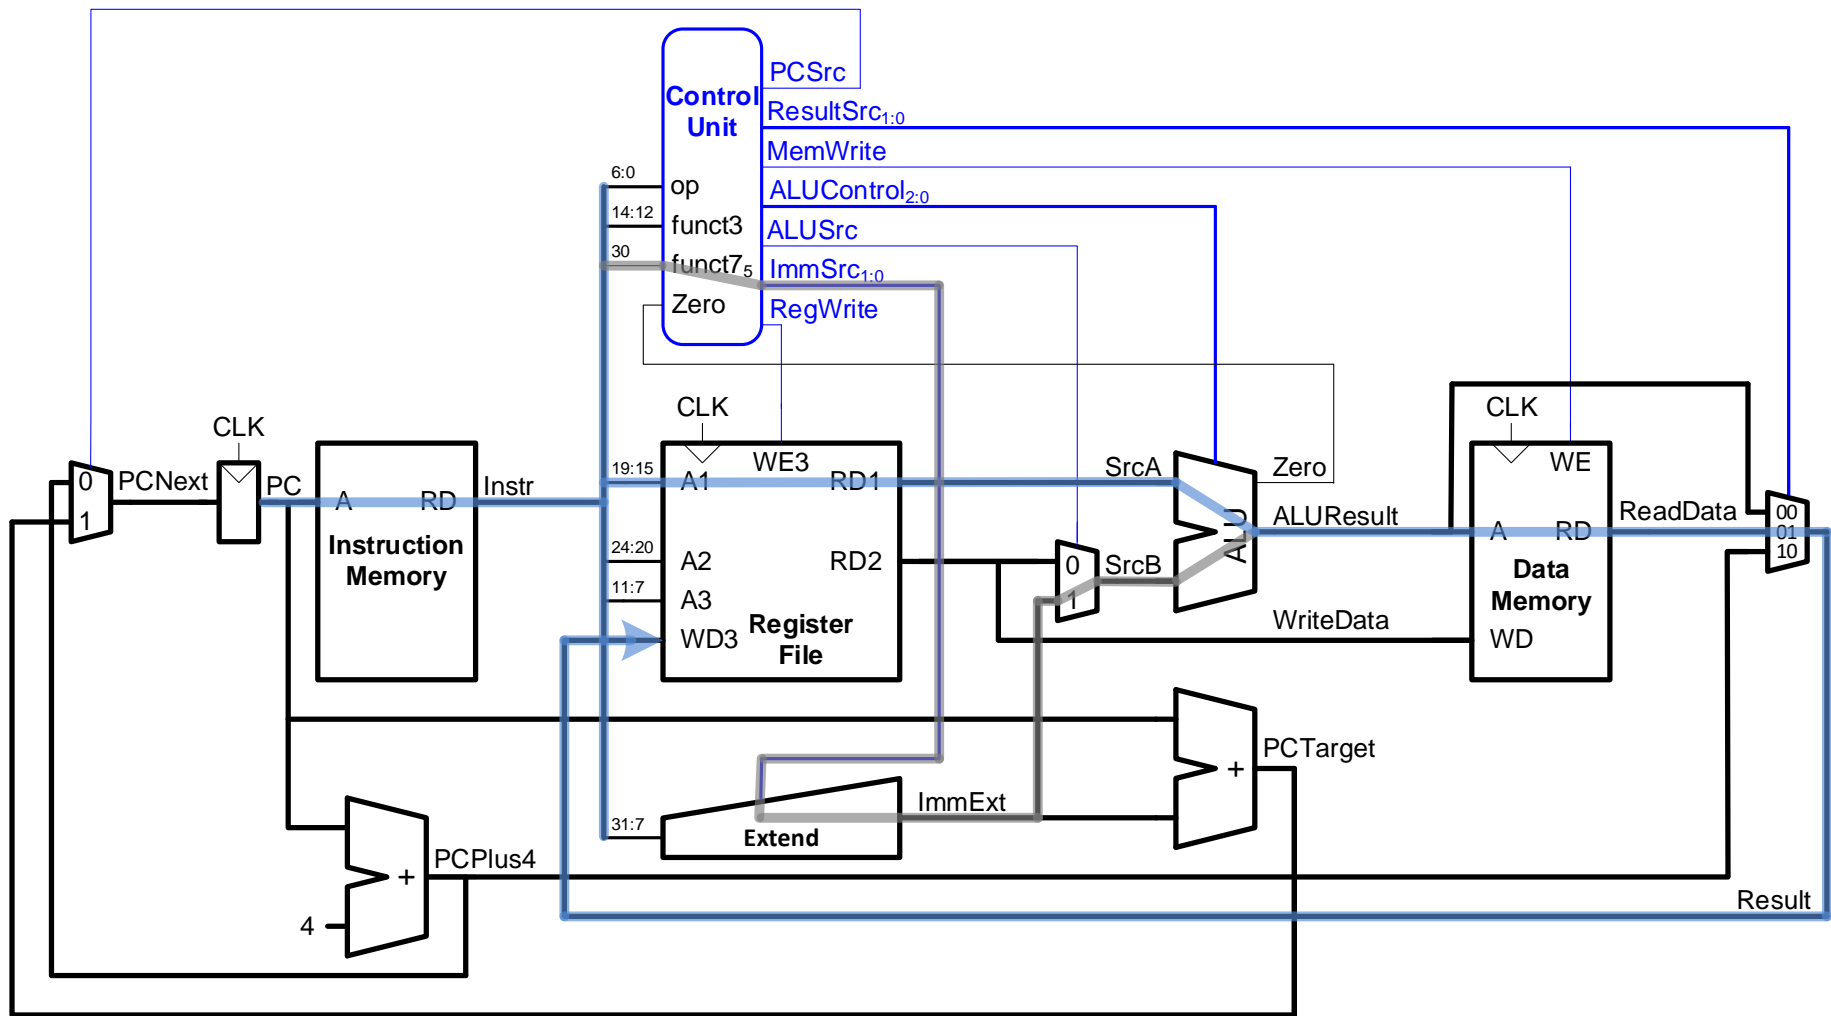 PCSrc
Control
Unit
ResultSrc1:0
MemWrite
6:0
op
ALUControl2:0
14:12
funct3
ALUSrc
30
funct75
ImmSrc1:0
Zero
RegWrite
CLK
CLK
CLK
0
1
PCNext
PC
A
RD
Instr
Instruction
Memory
19:15
A1
WE3
RD1
24:20
A2
RD2
11:7
A3
WD3
Register
File
SrcA
0
1
SrcB
ALU
Zero
ALUResult
WriteData
WE
A
RD
Data
Memory
WD
ReadData
00
01
10
+
PCTarget
31:7
Extend
ImmExt
+
PCPlus4
4
Result